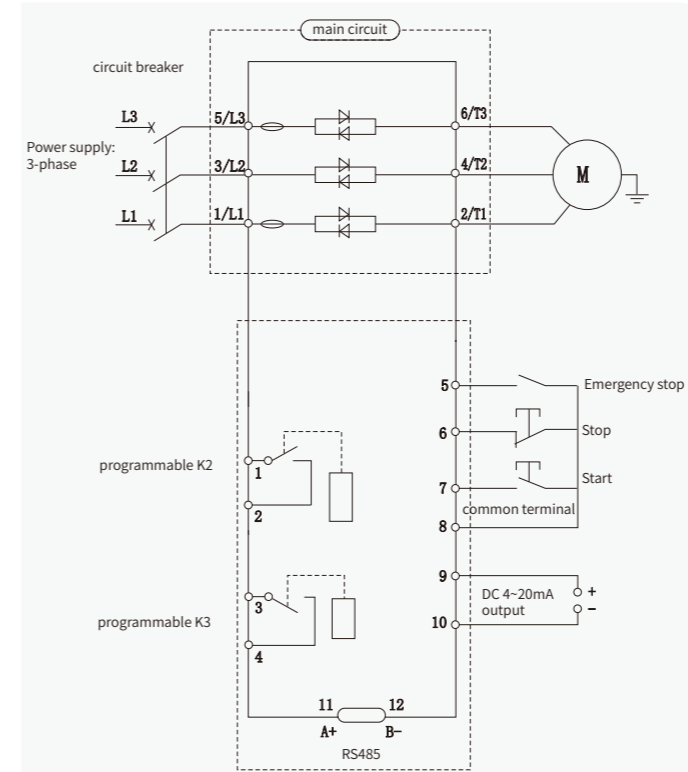 main circuit
circuit breaker
L3
5/L3
6/T3
Power supply:
3-phase
L2
3/L2
4/T2
M
L1
1/L1
2/T1
5
Emergency stop
6
Stop
programmable K2
1
7
Start
2
common terminal
8
9
DC 4~20mA
output
+
−
3
programmable K3
10
4
11
12
A+
B−
RS485